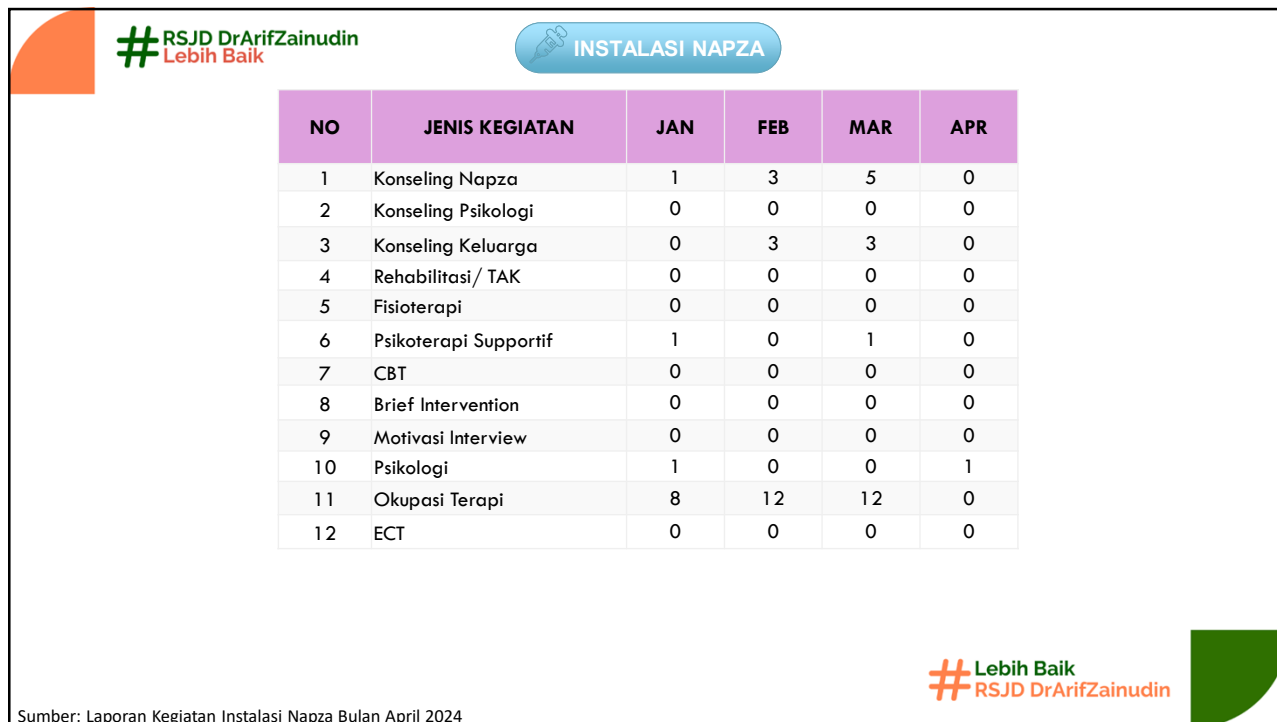 #RSJD DrArifZainudin
Lebih Baik
INSTALASI NAPZA
NO JENIS KEGIATAN JAN FEB MAR APR
1 Konseling Napza 1 3 5 0
2 Konseling Psikologi 0 0 0 0
3 Konseling Keluarga 0 3 3 0
4 Rehabilitasi/ TAK 0 0 0 0
5 Fisioterapi 0 0 0 0
6 Psikoterapi Supportif 1 0 1 0
7 CBT 0 0 0 0
8 Brief Intervention 0 0 0 0
9 Motivasi Interview 0 0 0 0
10 Psikologi 1 0 0 1
11 Okupasi Terapi 8 12 12 0
12 ECT 0 0 0 0
#Lebih Baik
RSJD DrArifZainudin
Sumber: Laporan Kegiatan Instalasi Napza Bulan April 2024